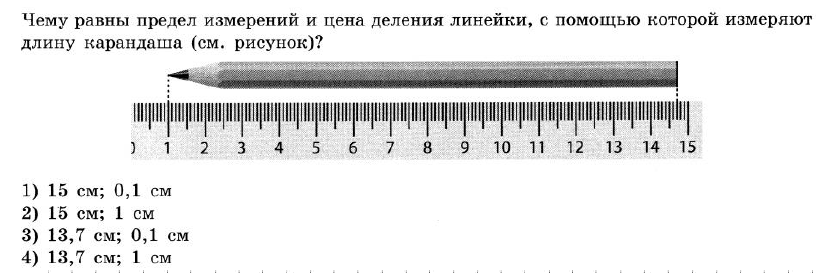 Чему равны предел измерений и цена деления линейки, с помощью которой измеряют
длину карандаша (см. рисунок)?
0 1 2 3 4 5 6 7 8 9 10 11 12 13 14 15
1) 15 см; 0,1 см
2) 15 см; 1 см
3) 13,7 см; 0,1 см
4) 13,7 см; 1 см